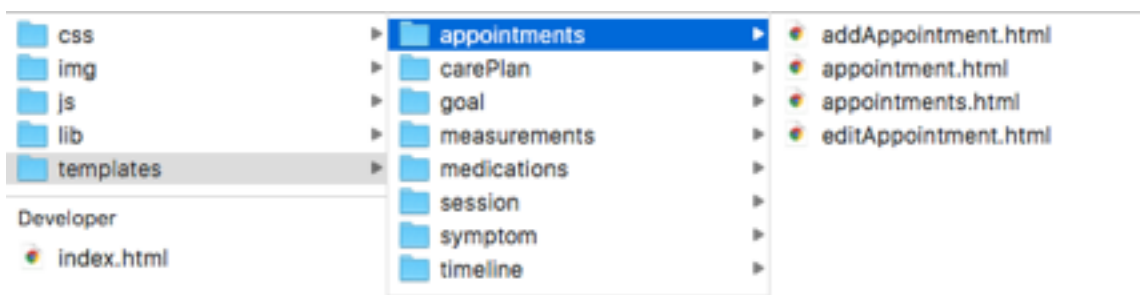 css
img
js
lib
templates
Developer
index.html
appointments
carePlan
goal
measurements
medications
session
symptom
timeline
addAppointment.html
appointment.html
appointments.html
editAppointment.html